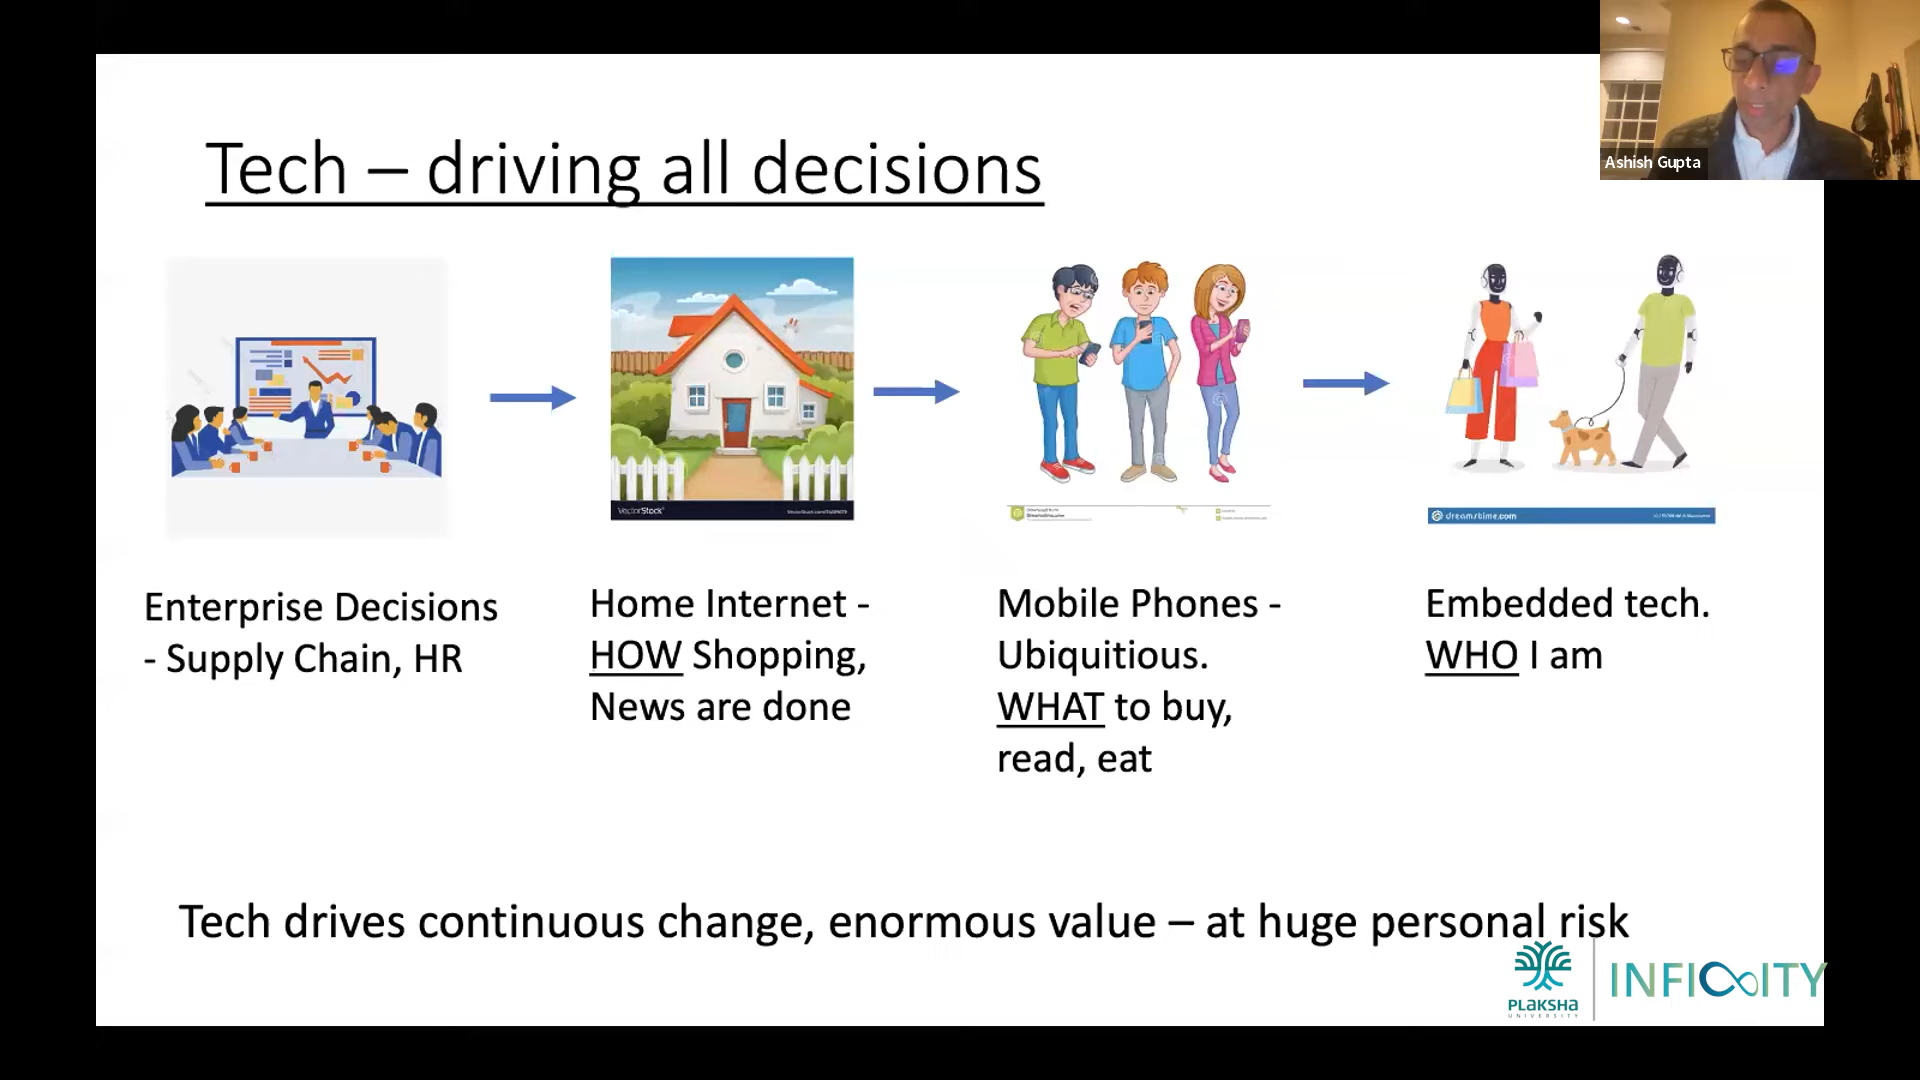 Ashish Gupta
Tech – driving all decisions
VectorStock
dreamstime.com
Enterprise Decisions
- Supply Chain, HR
Home Internet -
HOW Shopping,
News are done
Mobile Phones -
Ubiquitious.
WHAT to buy,
read, eat
Embedded tech.
WHO I am
Tech drives continuous change, enormous value – at huge personal risk
PLAKSHA
UNIVERSITY
INFIꝎITY